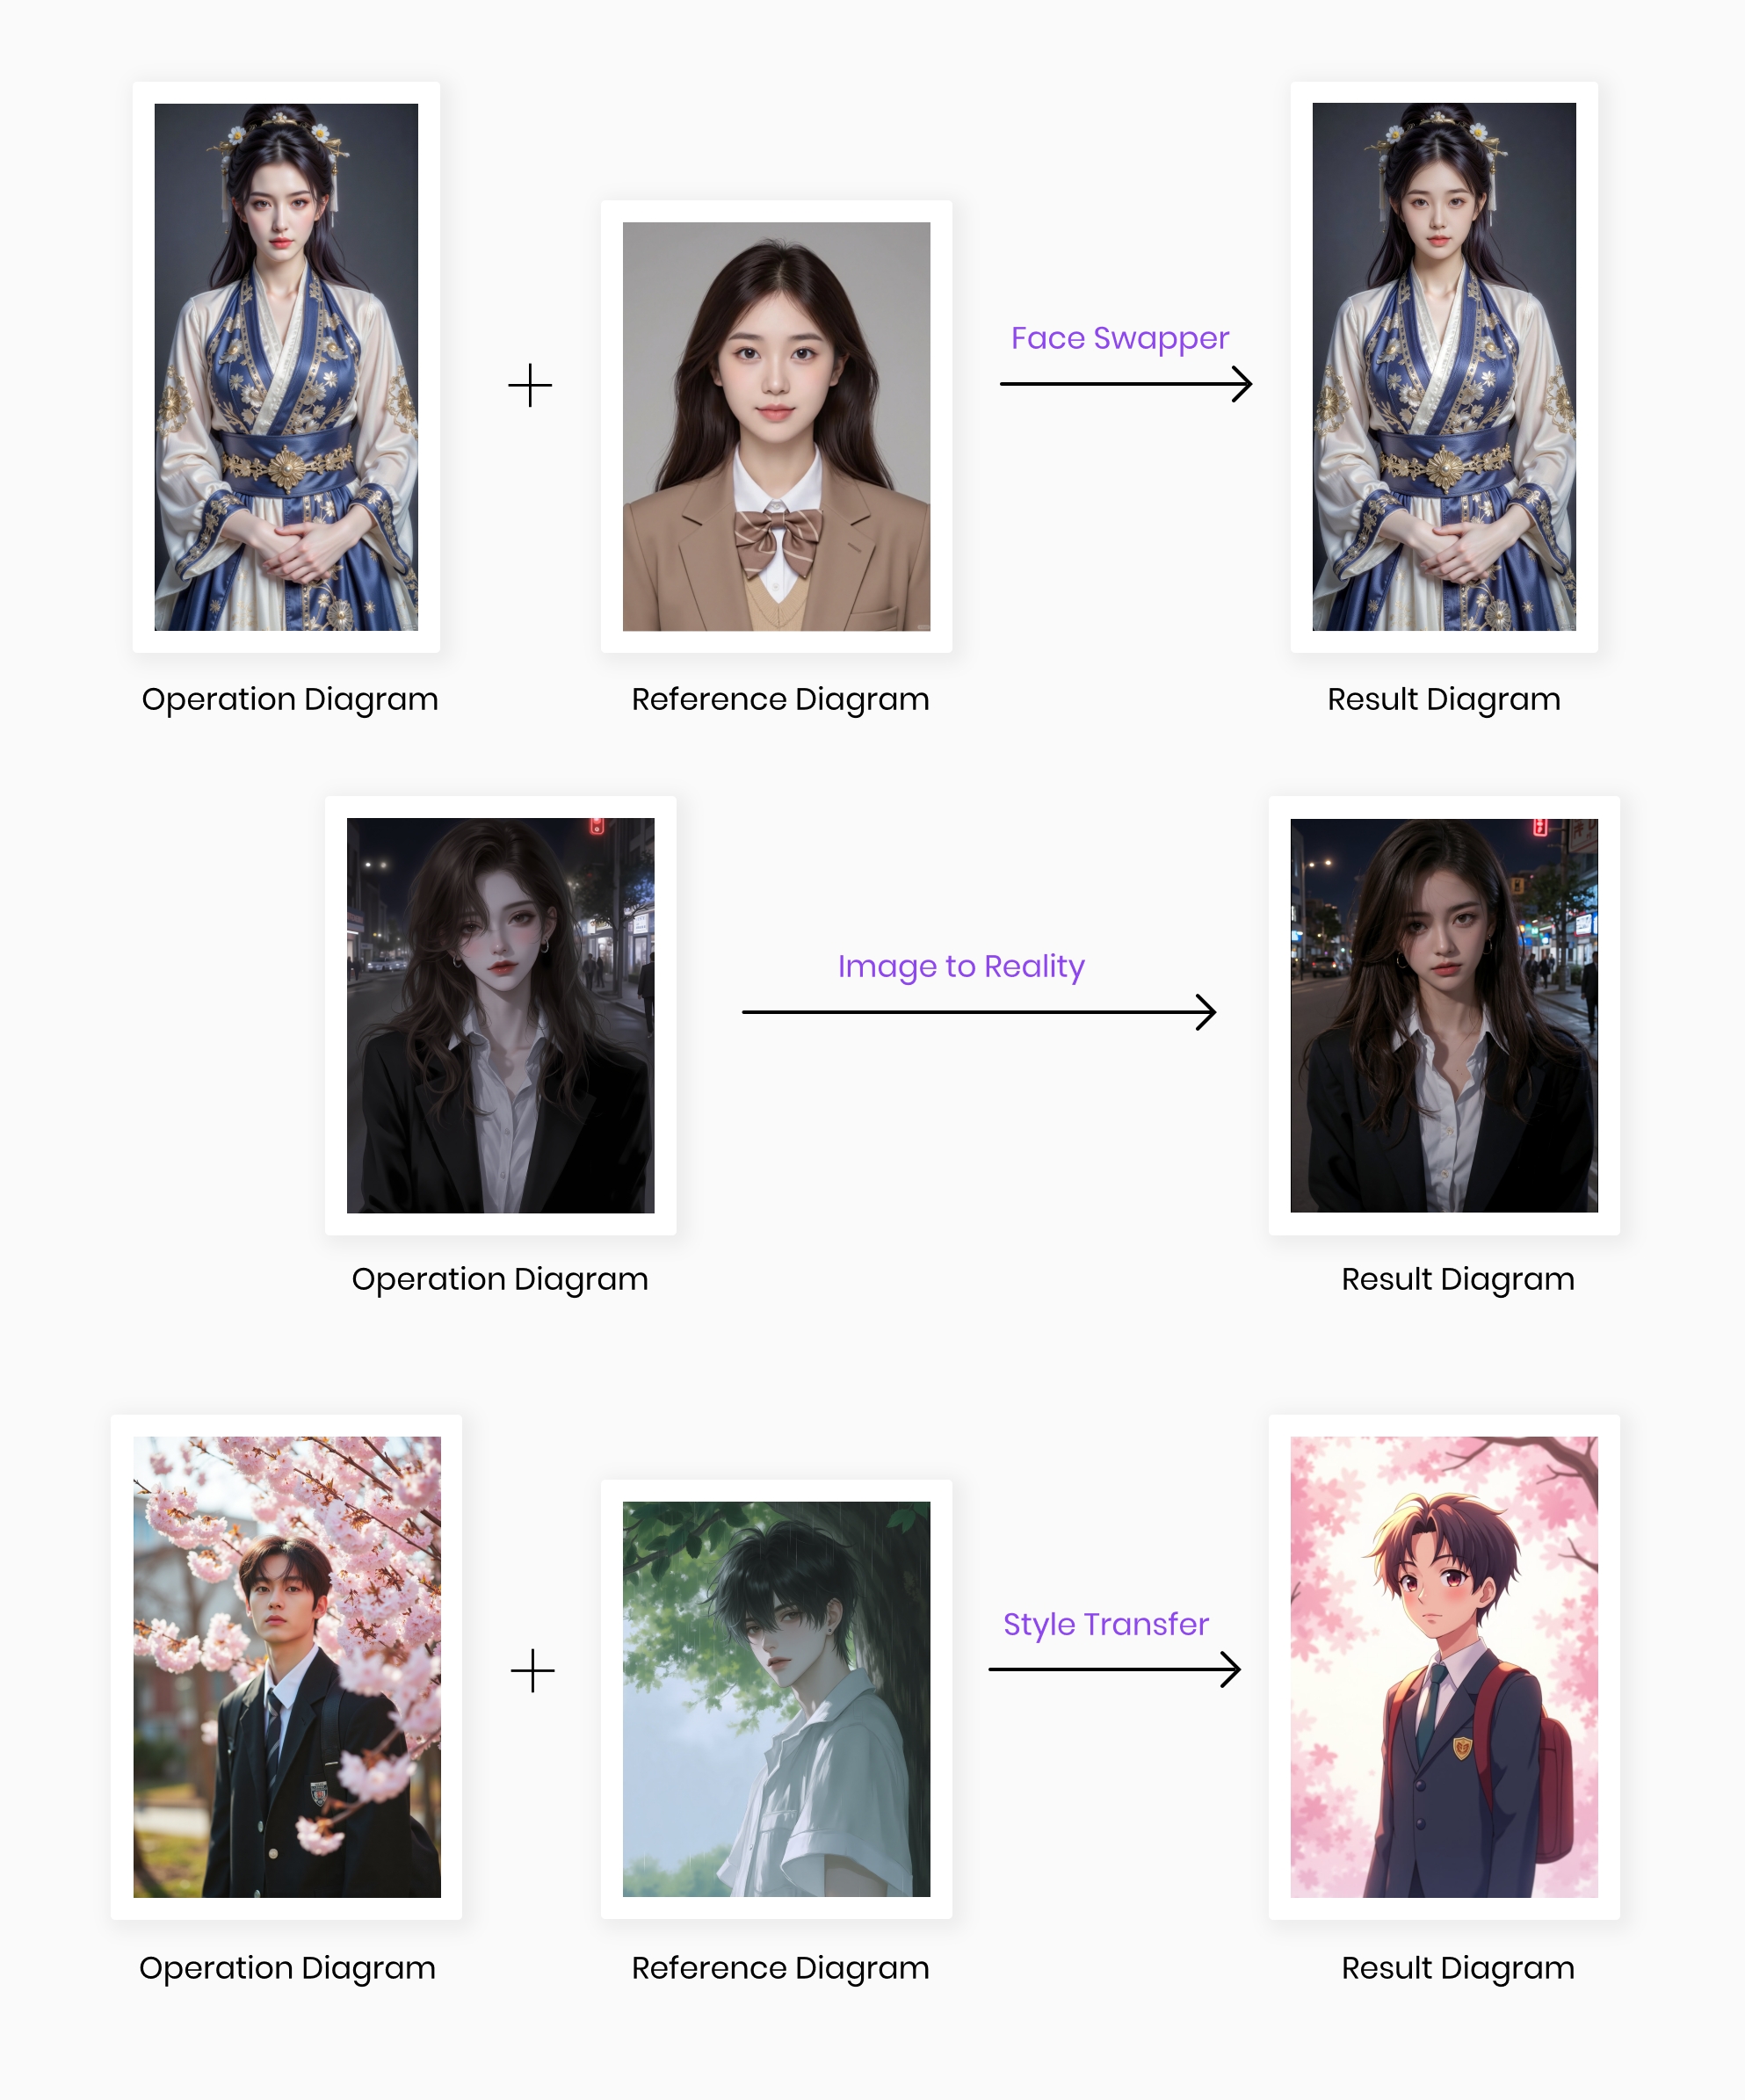 Face Swapper
Operation Diagram
Reference Diagram
Result Diagram
Image to Reality
Operation Diagram
Result Diagram
Style Transfer
Operation Diagram
Reference Diagram
Result Diagram